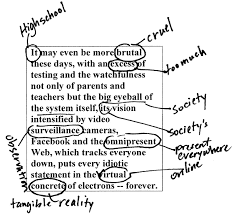 Highschool
cruel
It may even be more brutal
these days, with an excess of
too much
testing and the watchfulness
not only of parents and
teachers but the big eyeball of
the system itself, its vision
society
intensified by video
society's
surveillance cameras,
observation
Facebook and the omnipresent
present everywhere
Web, which tracks everyone
down, puts every idiotic
online
statement in the virtual
concrete of electrons -- forever.
tangible reality